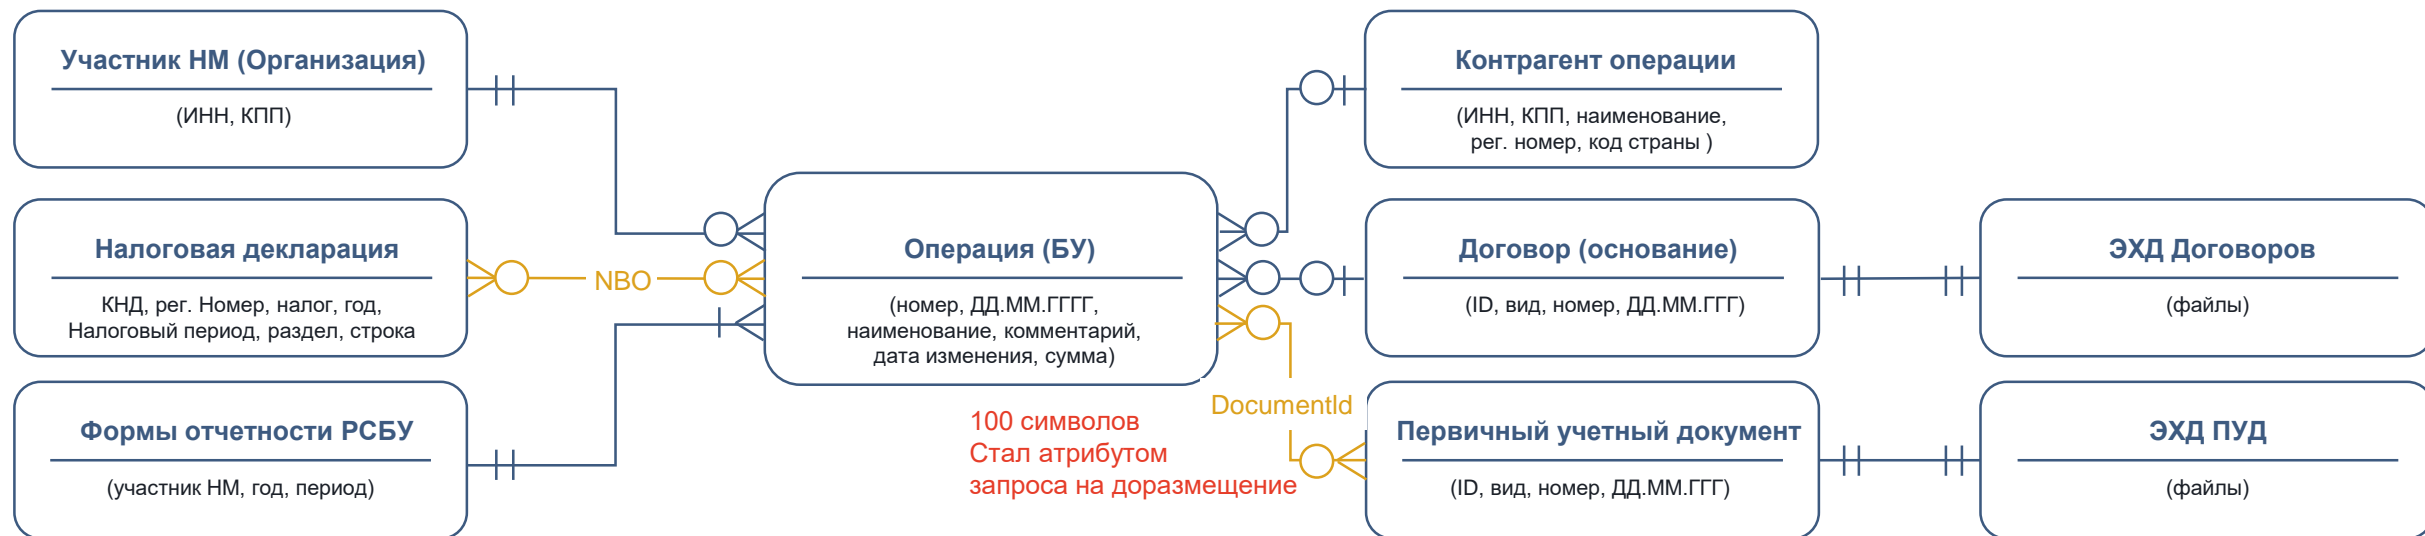 Участник НМ (Организация)
(ИНН, КПП)
Налоговая декларация
КНД, рег. Номер, налог, год,
Налоговый период, раздел, строка
Формы отчетности РСБУ
(участник НМ, год, период)
NBO
Операция (БУ)
(номер, ДД.ММ.ГГГГ,
наименование, комментарий,
дата изменения, сумма)
100 символов
Стал атрибутом
запроса на доразмещение
DocumentId
Контрагент операции
(ИНН, КПП, наименование,
рег. номер, код страны )
Договор (основание)
(ID, вид, номер, ДД.ММ.ГГГ)
Первичный учетный документ
(ID, вид, номер, ДД.ММ.ГГГ)
ЭХД Договоров
(файлы)
ЭХД ПУД
(файлы)